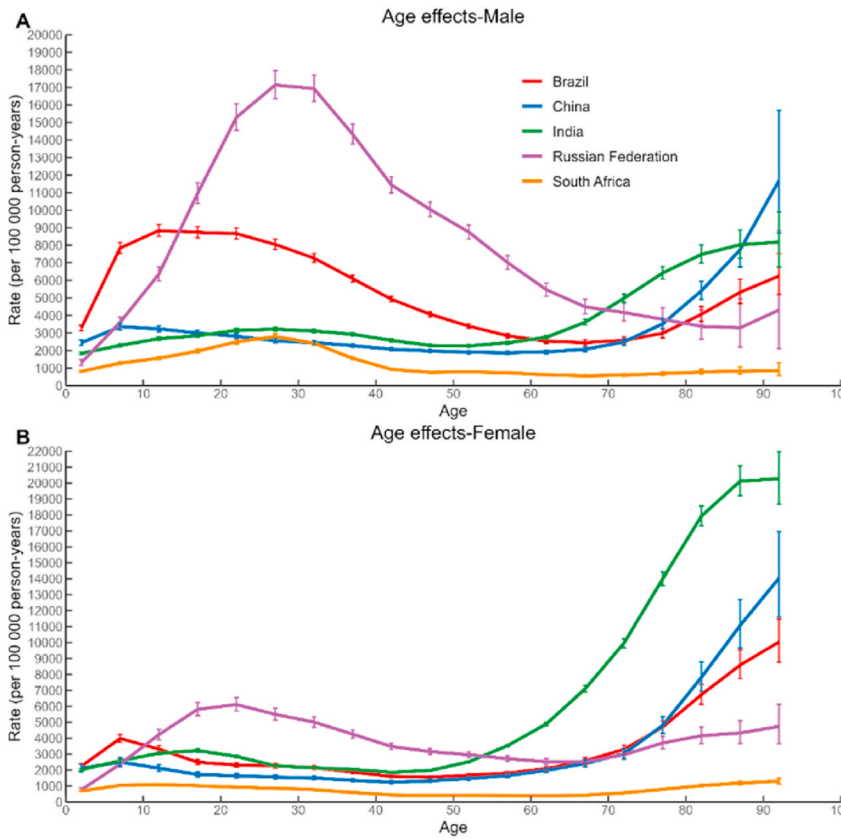 A
Age effects-Male
Rate (per 100 000 person-years)
20000
19000
18000
17000
16000
15000
14000
13000
12000
11000
10000
9000
8000
7000
6000
5000
4000
3000
2000
1000
0
Brazil
China
India
Russian Federation
South Africa
0 10 20 30 40 50 60 70 80 90 10
Age
B
Age effects-Female
Rate (per 100 000 person-years)
22000
21000
20000
19000
18000
17000
16000
15000
14000
13000
12000
11000
10000
9000
8000
7000
6000
5000
4000
3000
2000
1000
0
0 10 20 30 40 50 60 70 80 90 10
Age